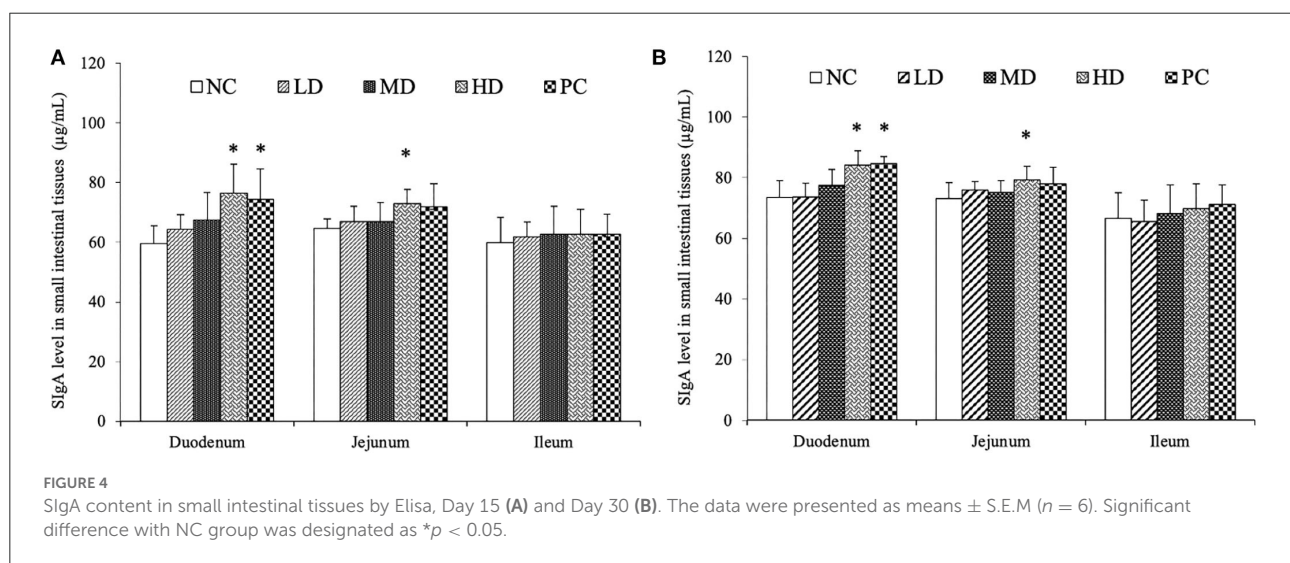 A
SIgA level in small intestinal tissues (μg/mL)
120
100
80
60
40
20
0
NC LD MD HD PC
* * *
Duodenum Jejunum Ileum
B
SIgA level in small intestinal tissues (μg/mL)
120
100
80
60
40
20
0
NC LD MD HD PC
* * *
Duodenum Jejunum Ileum
FIGURE 4
SIgA content in small intestinal tissues by Elisa, Day 15 (A) and Day 30 (B). The data were presented as means ± S.E.M (n = 6). Significant
difference with NC group was designated as *p < 0.05.